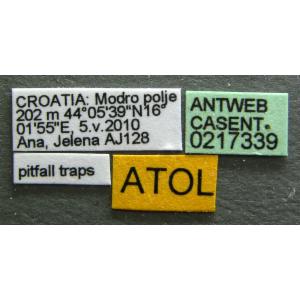 CROATIA: Modro polje
202 m 44°05'39"N16°
01'55"E, 5.v.2010
Ana, Jelena AJ128
pitfall traps
ANTWEB
CASENT.
0217339
ATOL